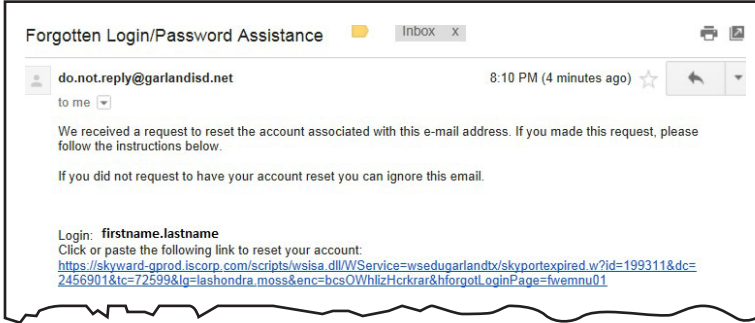 Forgotten Login/Password Assistance Inbox x
do.not.reply@garlandisd.net 8:10 PM (4 minutes ago)
to me
We received a request to reset the account associated with this e-mail address. If you made this request, please
follow the instructions below.
If you did not request to have your account reset you can ignore this email.
Login: firstname.lastname
Click or paste the following link to reset your account:
https://skyward-gprod.iscorp.com/scripts/wsisa.dll/WService=wsedugarlandtx/skyportexpired.w?id=199311&dc=
2456901&tc=72599&lg=lashondra.moss&enc=bcsOWhlizHcrkrar&hforgotLoginPage=fwemnu01